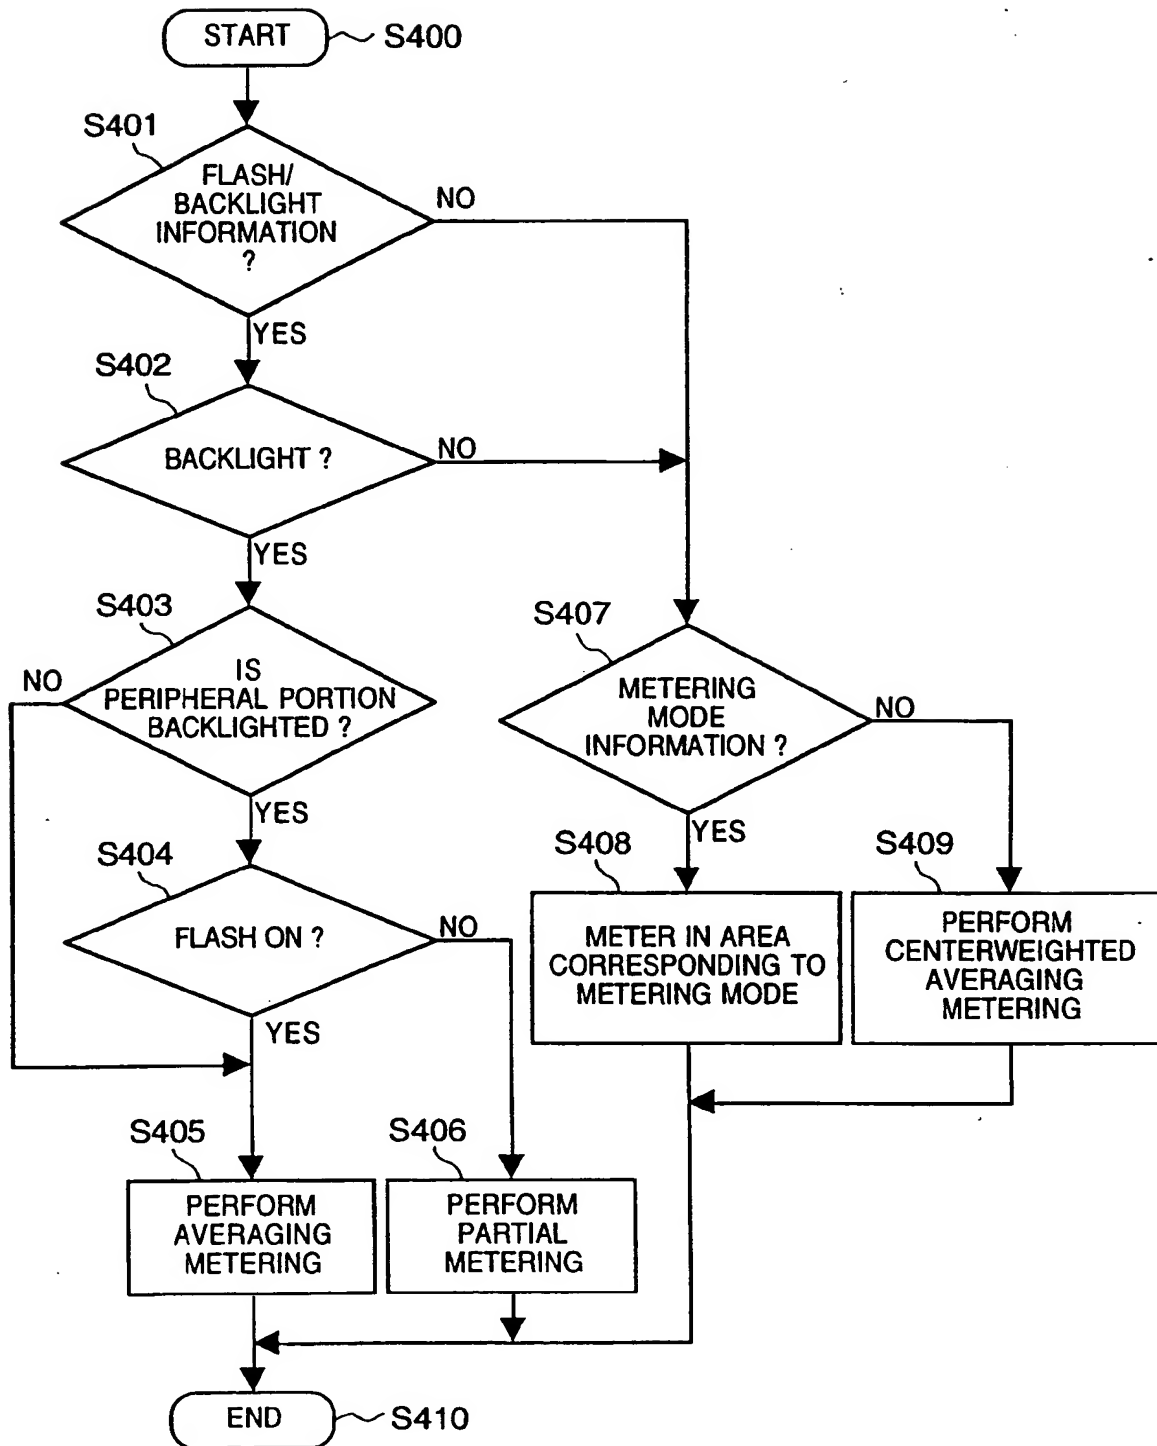 START
S400
S401
FLASH/
BACKLIGHT
INFORMATION
?
NO
YES
S402
BACKLIGHT ?
NO
YES
S403
IS
PERIPHERAL PORTION
BACKLIGHTED ?
NO
YES
S407
METERING
MODE
INFORMATION ?
NO
YES
S404
FLASH ON ?
NO
YES
S408
METER IN AREA
CORRESPONDING TO
METERING MODE
S409
PERFORM
CENTERWEIGHTED
AVERAGING
METERING
S405
PERFORM
AVERAGING
METERING
S406
PERFORM
PARTIAL
METERING
END
S410